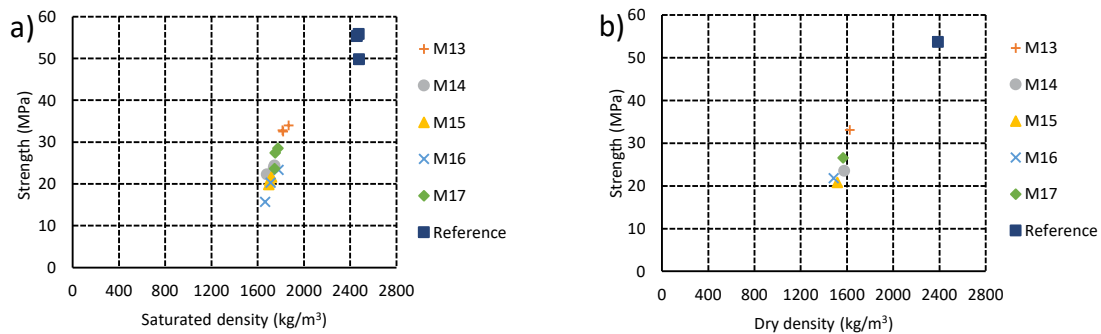 a)
60
50
40
30
20
10
0
Strength (MPa)
0 400 800 1200 1600 2000 2400 2800
Saturated density (kg/m³)
M13
M14
M15
M16
M17
Reference
b)
60
50
40
30
20
10
0
Strength (MPa)
0 400 800 1200 1600 2000 2400 2800
Dry density (kg/m³)
M13
M14
M15
M16
M17
Reference